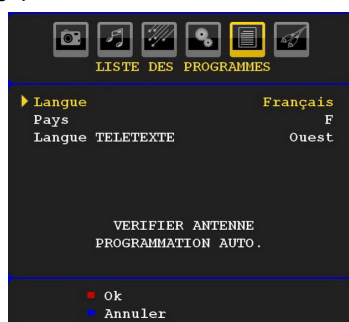 LISTE DES PROGRAMMES
Langue Français
Pays F
Langue TELETEXTE Ouest
VERIFIER ANTENNE
PROGRAMMATION AUTO.
Ok
Annuler